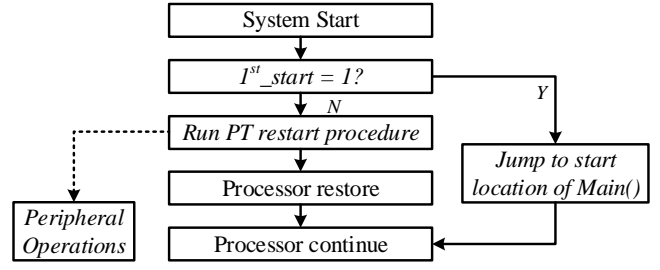 System Start
1st_start = 1?
Y
N
Run PT restart procedure
Jump to start
location of Main()
Processor restore
Peripheral
Operations
Processor continue